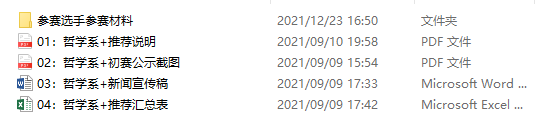 参赛选手参赛材料 2021/12/23 16:50 文件夹
01：哲学系+推荐说明 2021/09/10 19:58 PDF 文件
02：哲学系+初赛公示截图 2021/09/09 15:54 PDF 文件
03：哲学系+新闻宣传稿 2021/09/09 17:33 Microsoft Word ...
04：哲学系+推荐汇总表 2021/09/09 17:42 Microsoft Excel ...